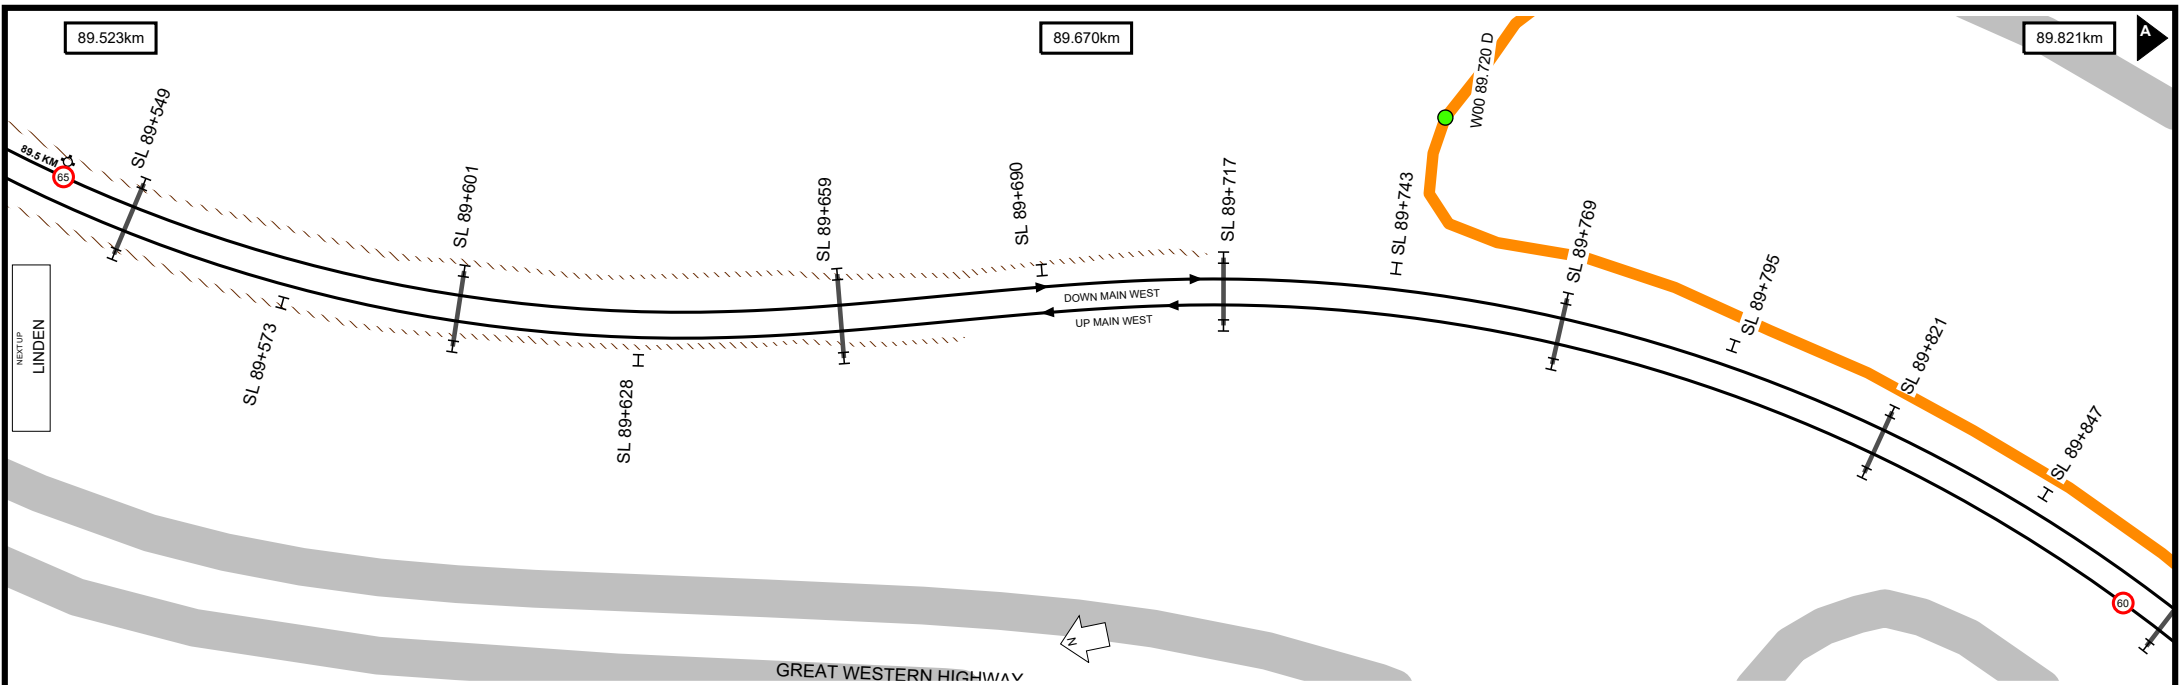 89.523km
89.670km
89.821km
A
W00 89.720 D
89.5 KM
65
SL 89+549
SL 89+601
SL 89+659
SL 89+690
SL 89+717
SL 89+743
SL 89+769
SL 89+795
SL 89+821
SL 89+847
DOWN MAIN WEST
UP MAIN WEST
SL 89+573
SL 89+628
NEXT UP
LINDEN
60
N
GREAT WESTERN HIGHWAY